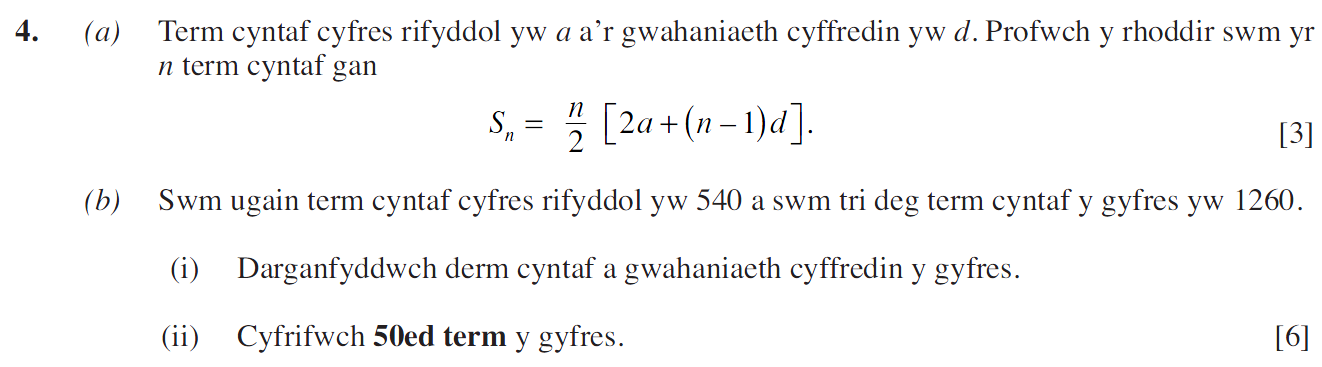 4. (a) Term cyntaf cyfres rifyddol yw a a’r gwahaniaeth cyffredin yw d. Profwch y rhoddir swm yr
n term cyntaf gan
Sₙ = n/2 [2a + (n – 1)d]. [3]
(b) Swm ugain term cyntaf cyfres rifyddol yw 540 a swm tri deg term cyntaf y gyfres yw 1260.
(i) Darganfyddwch derm cyntaf a gwahaniaeth cyffredin y gyfres.
(ii) Cyfrifwch 50ed term y gyfres. [6]